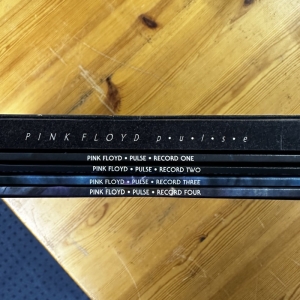 PINK FLOYD p•u•l•s•e
PINK FLOYD • PULSE • RECORD ONE
PINK FLOYD • PULSE • RECORD TWO
PINK FLOYD • PULSE • RECORD THREE
PINK FLOYD • PULSE • RECORD FOUR